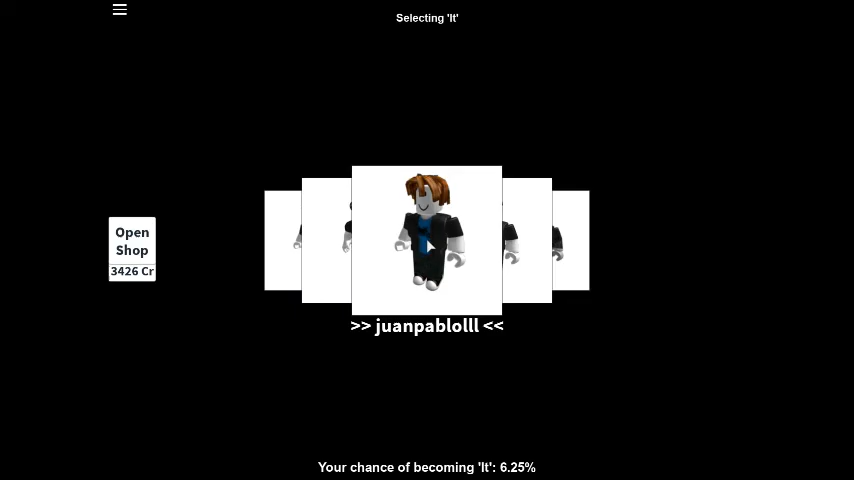 Selecting 'It'
Open
Shop
3426 Cr
>> juanpablolll <<
Your chance of becoming 'It': 6.25%